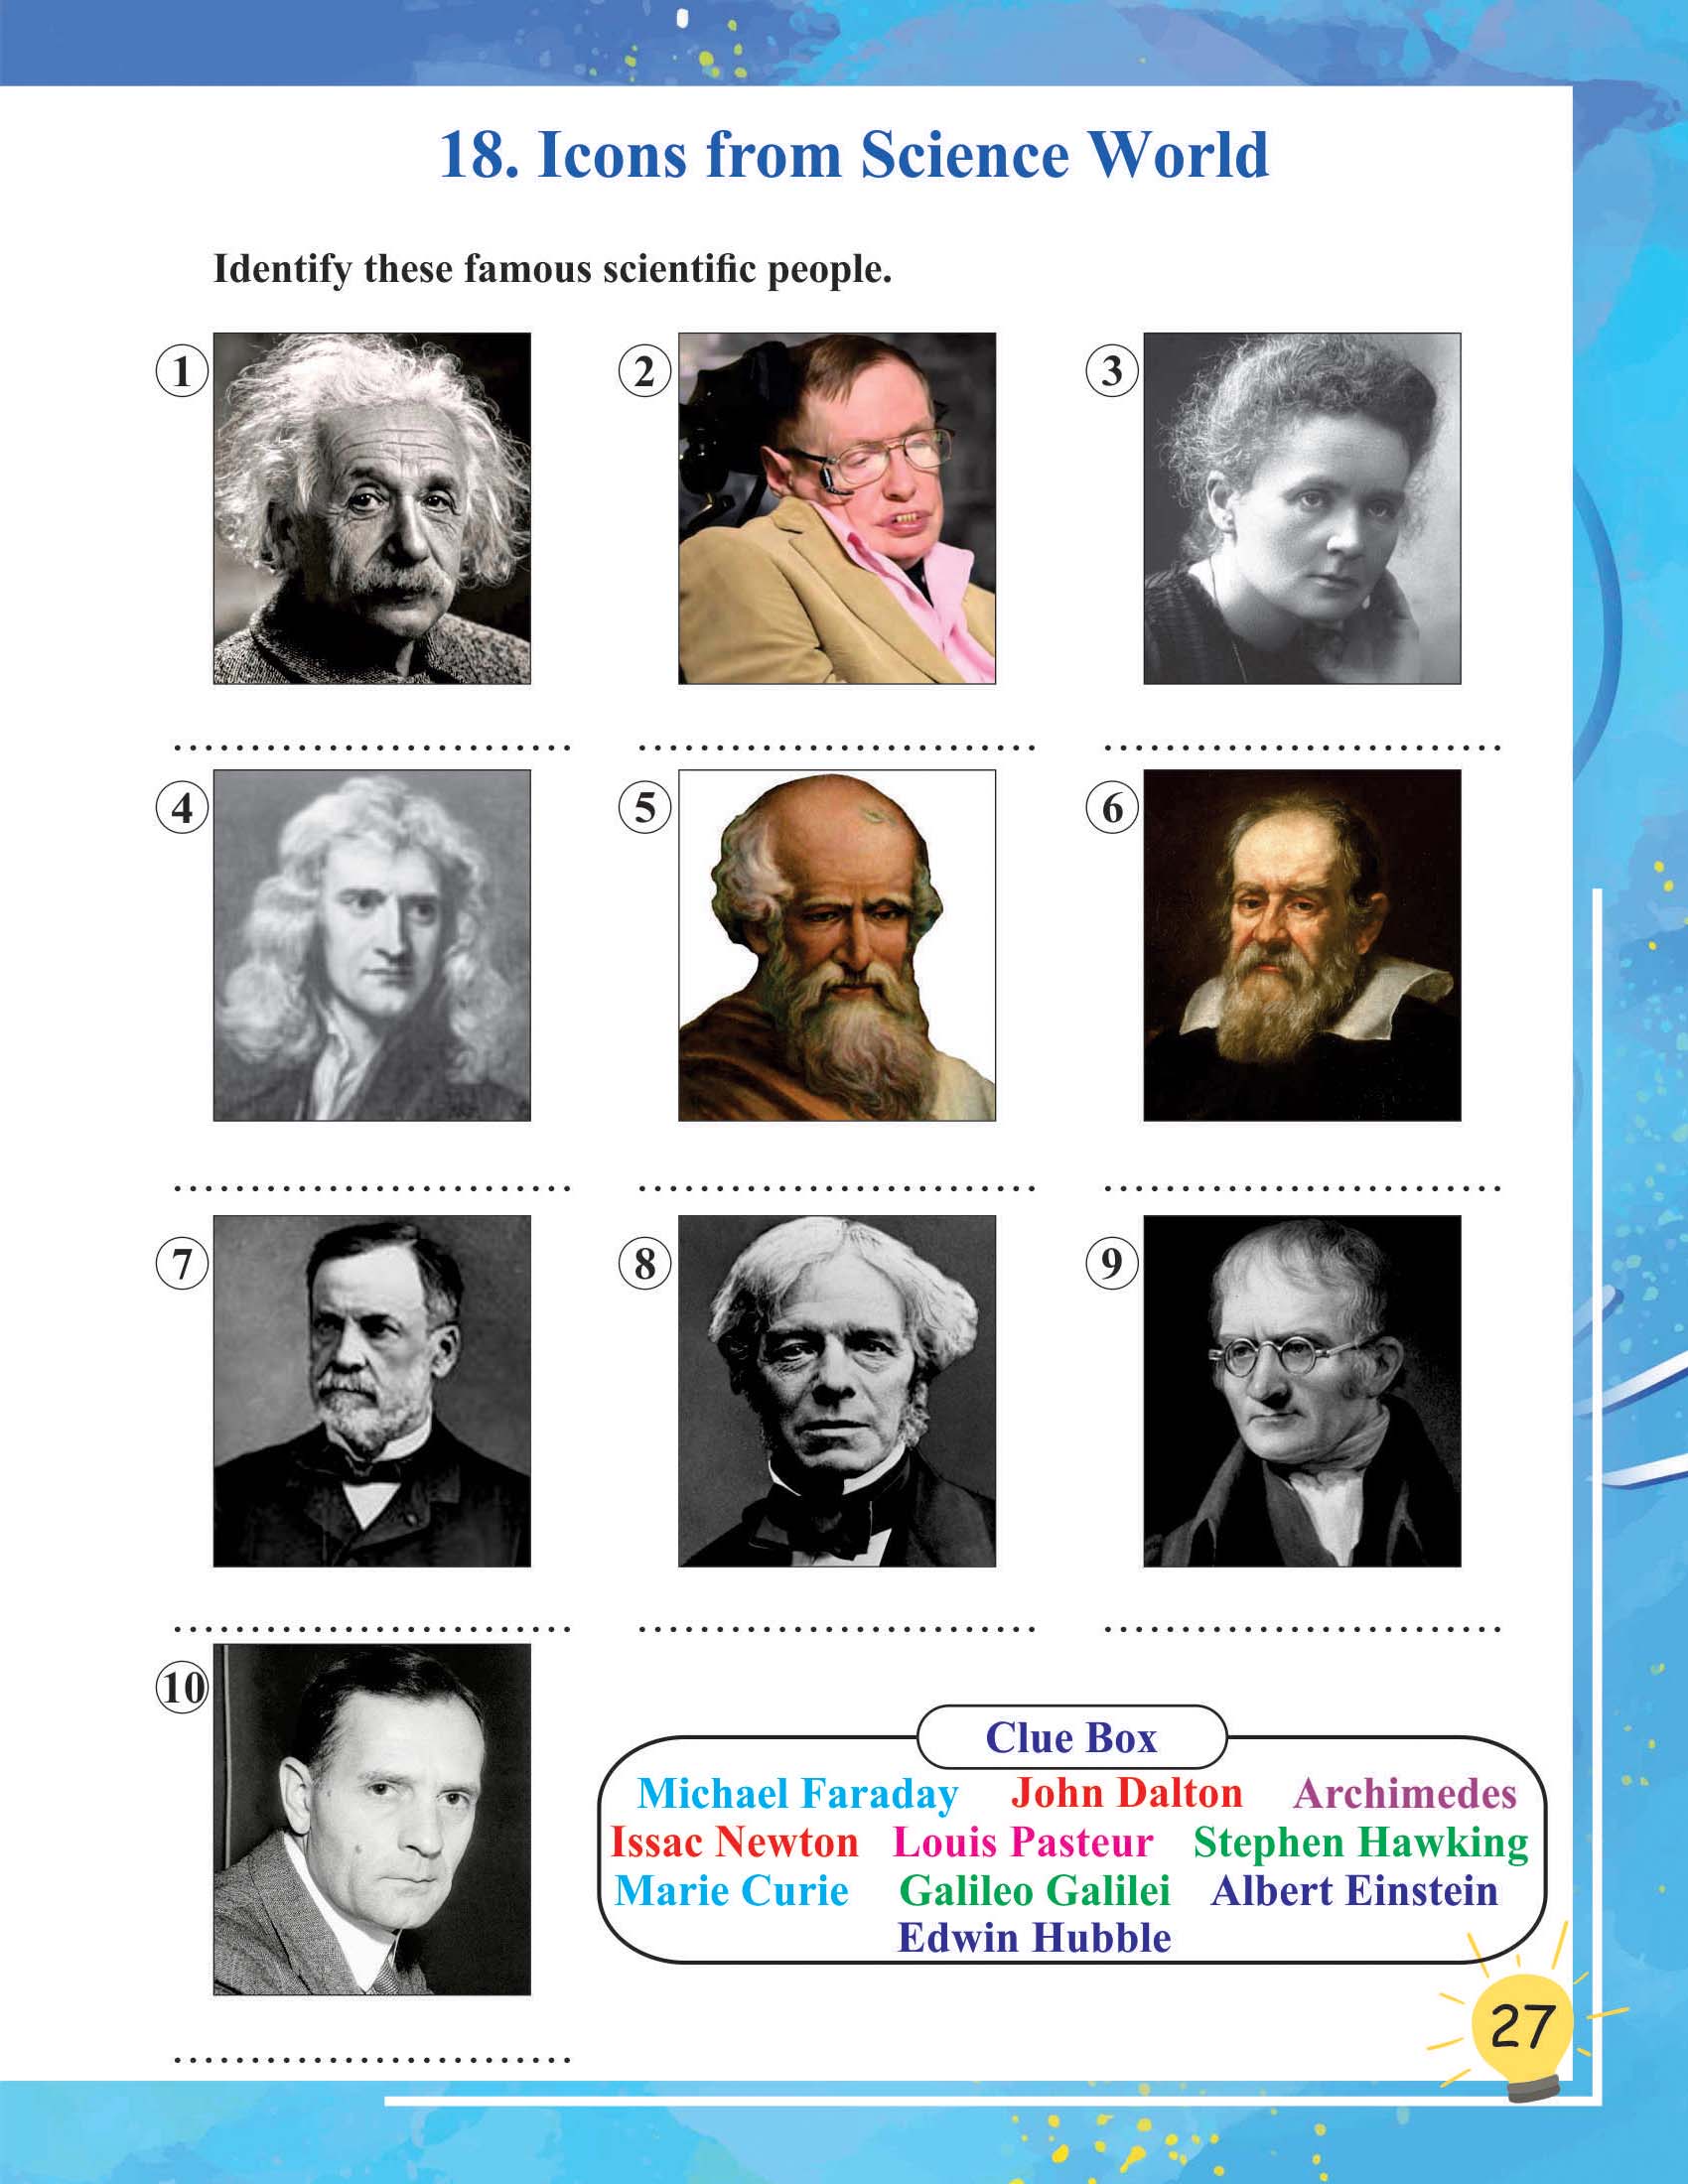 18. Icons from Science World
Identify these famous scientific people.
1 2 3
.......................... .......................... ..........................
4 5 6
.......................... .......................... ..........................
7 8 9
.......................... .......................... ..........................
10
Clue Box
Michael Faraday John Dalton Archimedes
Issac Newton Louis Pasteur Stephen Hawking
Marie Curie Galileo Galilei Albert Einstein
Edwin Hubble
..........................
27